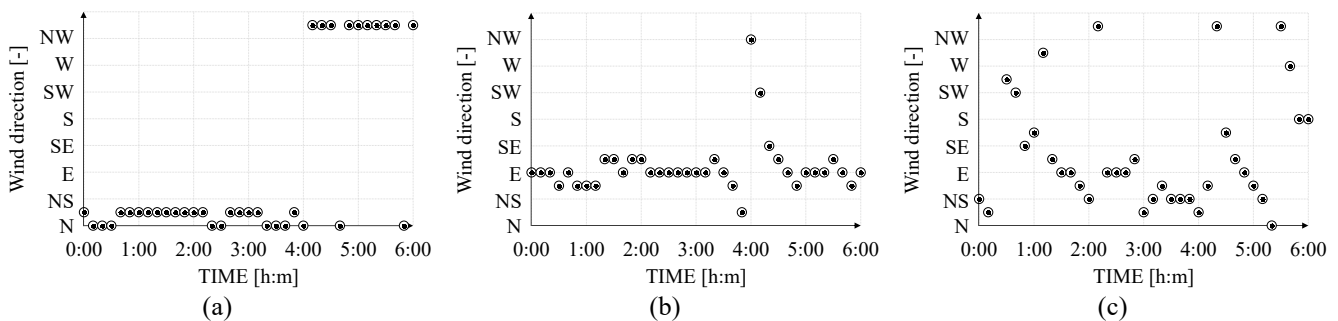 Wind direction [-]
NW
W
SW
S
SE
E
NS
N
0:00 1:00 2:00 3:00 4:00 5:00 6:00
TIME [h:m]
(a)
Wind direction [-]
NW
W
SW
S
SE
E
NS
N
0:00 1:00 2:00 3:00 4:00 5:00 6:00
TIME [h:m]
(b)
Wind direction [-]
NW
W
SW
S
SE
E
NS
N
0:00 1:00 2:00 3:00 4:00 5:00 6:00
TIME [h:m]
(c)